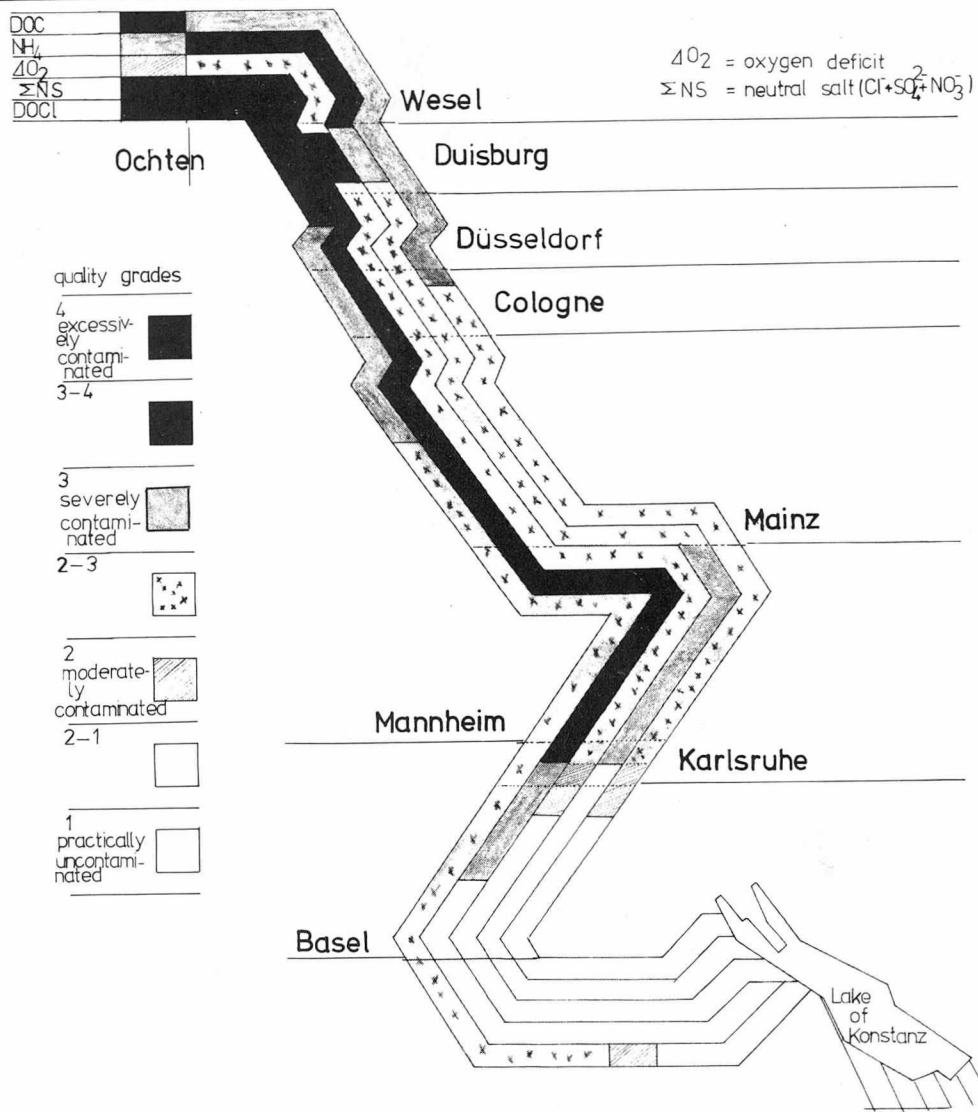 DOC
NH4
ΔO2
ΣNS
DOCl
ΔO2 = oxygen deficit
ΣNS = neutral salt (Cl⁻+SO4²⁻+NO3⁻)
Wesel
Ochten
Duisburg
Düsseldorf
Cologne
quality grades
4
excessiv-
ely
contami-
nated
3-4
3
severely
contami-
nated
2-3
2
moderate-
ly
contaminated
2-1
1
practically
uncontami-
nated
Mainz
Mannheim
Karlsruhe
Basel
Lake
of
Konstanz